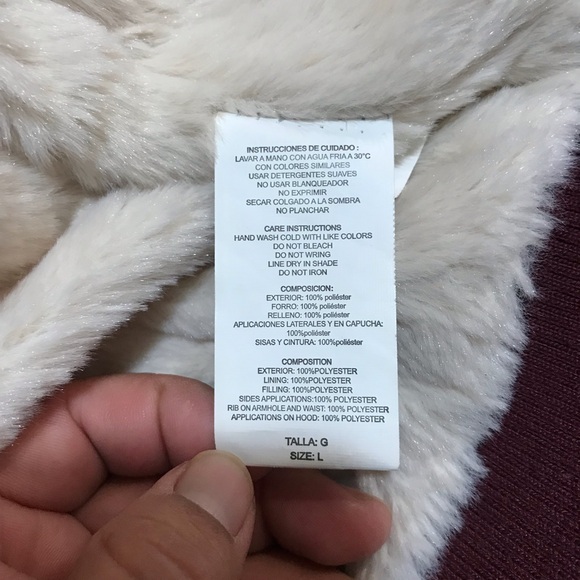 INSTRUCCIONES DE CUIDADO :
LAVAR A MANO CON AGUA FRIA A 30°C
CON COLORES SIMILARES
USAR DETERGENTES SUAVES
NO USAR BLANQUEADOR
NO EXPRIMIR
SECAR COLGADO A LA SOMBRA
NO PLANCHAR
CARE INSTRUCTIONS
HAND WASH COLD WITH LIKE COLORS
DO NOT BLEACH
DO NOT WRING
LINE DRY IN SHADE
DO NOT IRON
COMPOSICION:
EXTERIOR: 100% poliéster
FORRO: 100% poliéster
RELLENO: 100% poliéster
APLICACIONES LATERALES Y EN CAPUCHA:
100% poliéster
SISAS Y CINTURA: 100%poliéster
COMPOSITION
EXTERIOR: 100%POLYESTER
LINING: 100%POLYESTER
FILLING: 100%POLYESTER
SIDES APPLICATIONS:100% POLYESTER
RIB ON ARMHOLE AND WAIST: 100% POLYESTER
APPLICATIONS ON HOOD: 100%POLYESTER
TALLA: G
SIZE: L